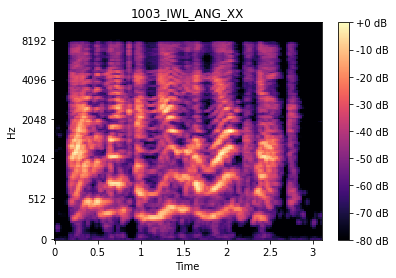 1003_IWL_ANG_XX
Hz
8192
4096
2048
1024
512
0
0
0.5
1
1.5
2
2.5
3
Time
+0 dB
-10 dB
-20 dB
-30 dB
-40 dB
-50 dB
-60 dB
-70 dB
-80 dB